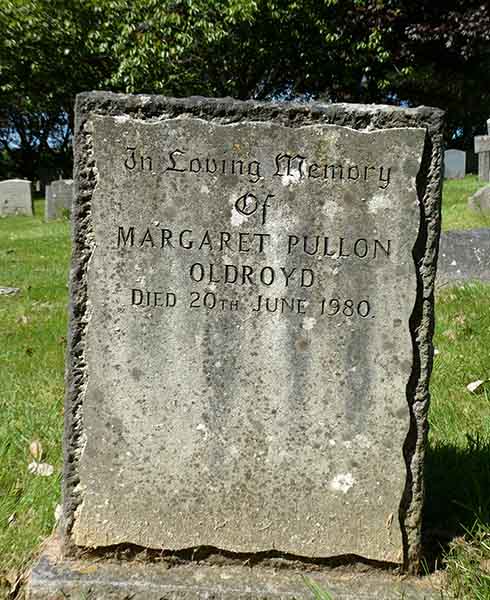 In Loving Memory
Of
MARGARET PULLON
OLDROYD
DIED 20TH JUNE 1980.